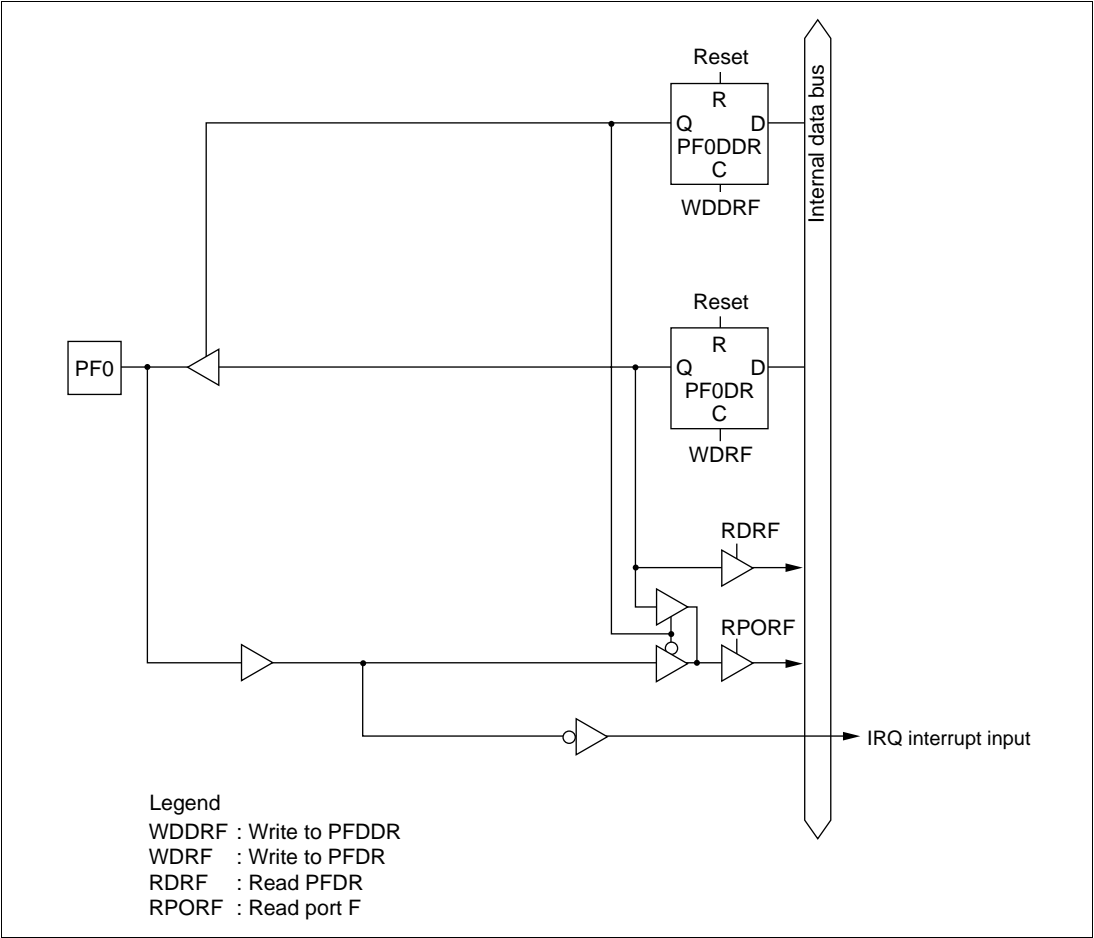 Reset
R
Q D
PF0DDR
C
WDDRF
Internal data bus
Reset
R
PF0
Q D
PF0DR
C
WDRF
RDRF
RPORF
IRQ interrupt input
Legend
WDDRF : Write to PFDDR
WDRF : Write to PFDR
RDRF : Read PFDR
RPORF : Read port F